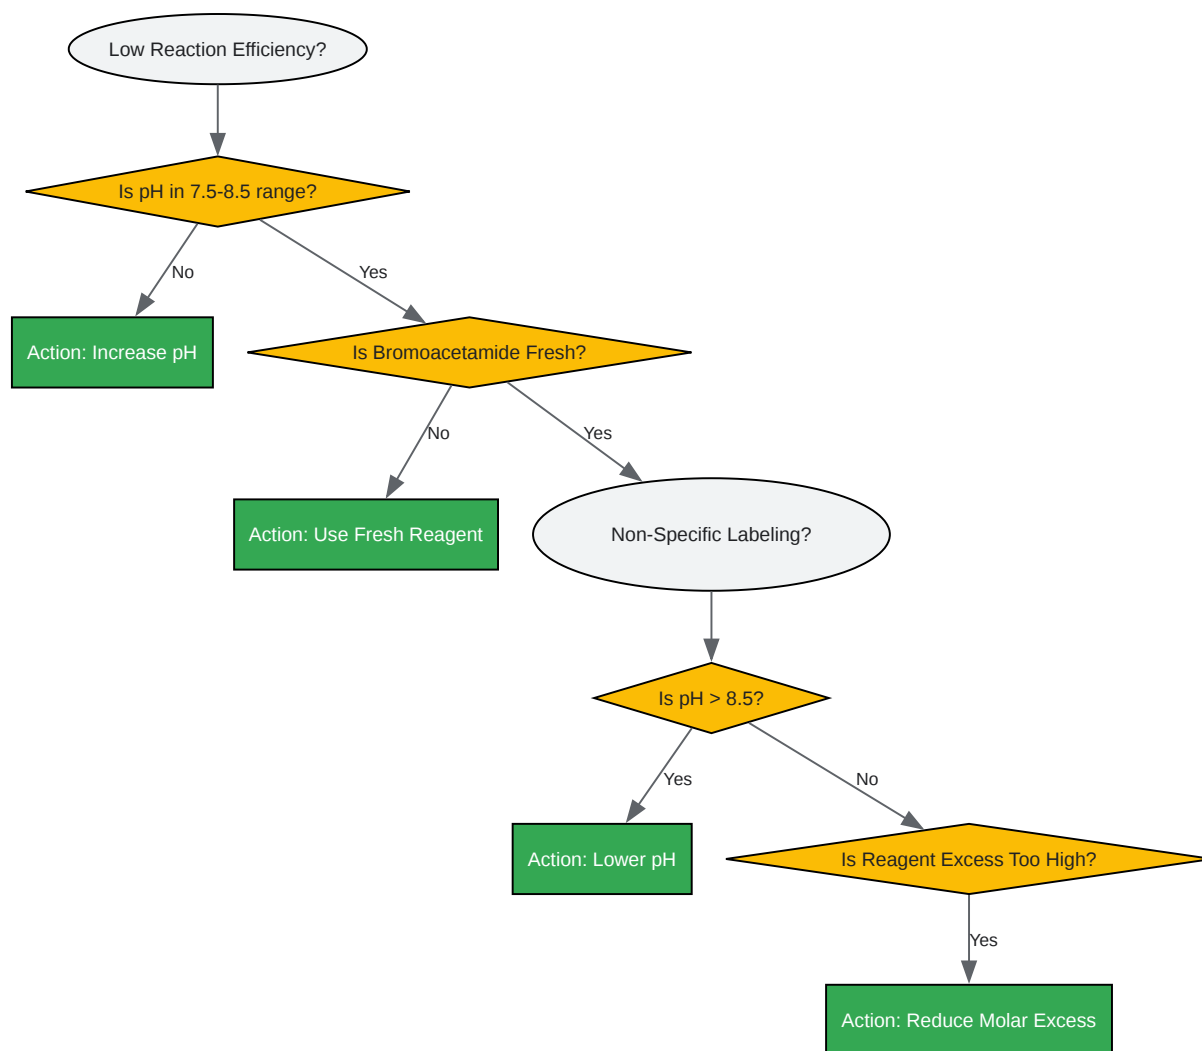 Low Reaction Efficiency?
Is pH in 7.5-8.5 range?
No
Yes
Action: Increase pH
Is Bromoacetamide Fresh?
No
Yes
Action: Use Fresh Reagent
Non-Specific Labeling?
Is pH > 8.5?
Yes
No
Action: Lower pH
Is Reagent Excess Too High?
Yes
Action: Reduce Molar Excess